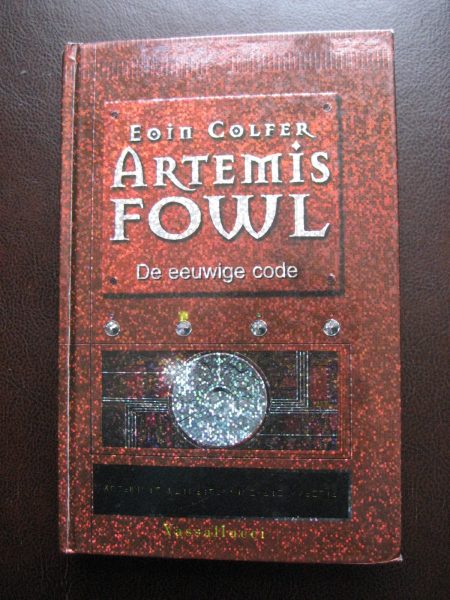 Eoin Colfer
Artemis
Fowl
De eeuwige code
Vassallucci